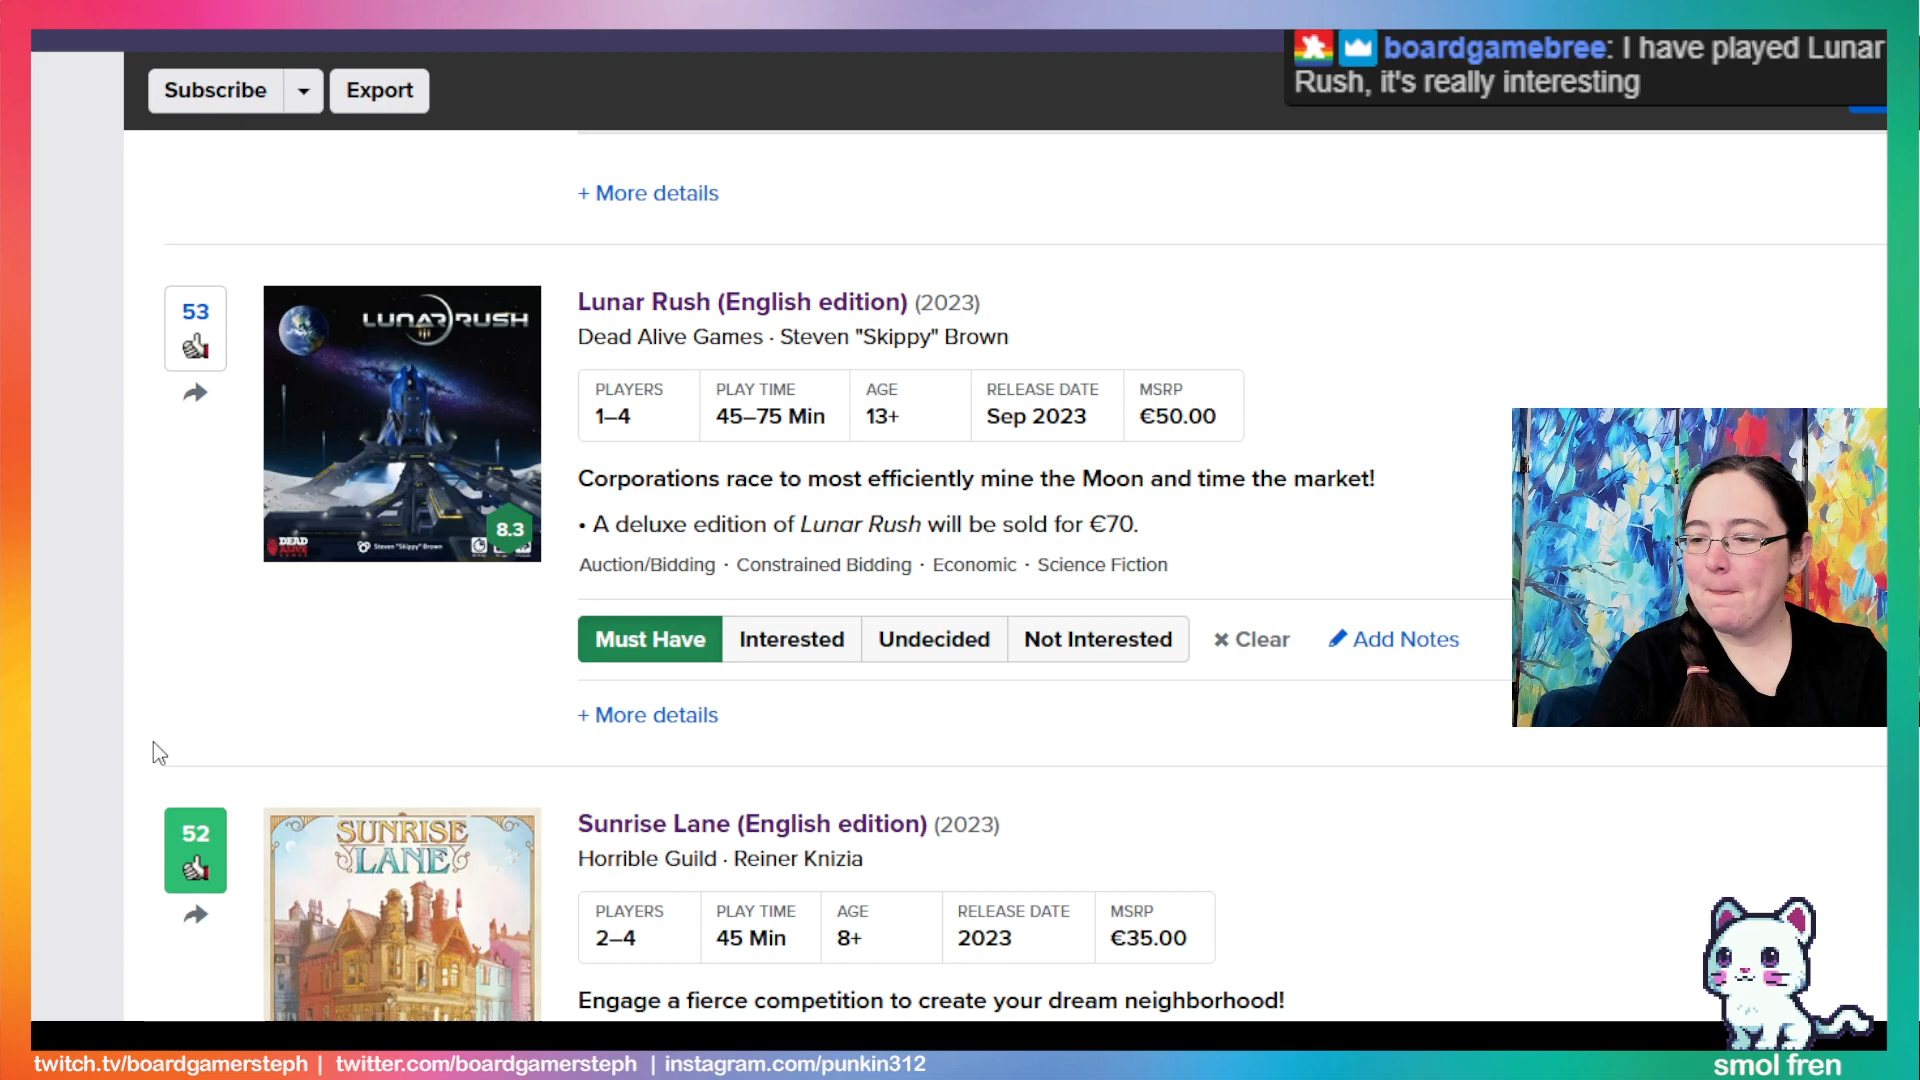 boardgamebree: I have played Lunar
Rush, it's really interesting
Subscribe
Export
+ More details
53
LUNAR RUSH
8.3
DEAD
ALIVE
Steven "Skippy" Brown
Lunar Rush (English edition) (2023)
Dead Alive Games · Steven "Skippy" Brown
PLAYERS PLAY TIME AGE RELEASE DATE MSRP
1–4 45–75 Min 13+ Sep 2023 €50.00
Corporations race to most efficiently mine the Moon and time the market!
• A deluxe edition of Lunar Rush will be sold for €70.
Auction/Bidding · Constrained Bidding · Economic · Science Fiction
Must Have Interested Undecided Not Interested × Clear Add Notes
+ More details
52
SUNRISE
LANE
Sunrise Lane (English edition) (2023)
Horrible Guild · Reiner Knizia
PLAYERS PLAY TIME AGE RELEASE DATE MSRP
2–4 45 Min 8+ 2023 €35.00
Engage a fierce competition to create your dream neighborhood!
twitch.tv/boardgamersteph | twitter.com/boardgamersteph | instagram.com/punkin312
smol fren